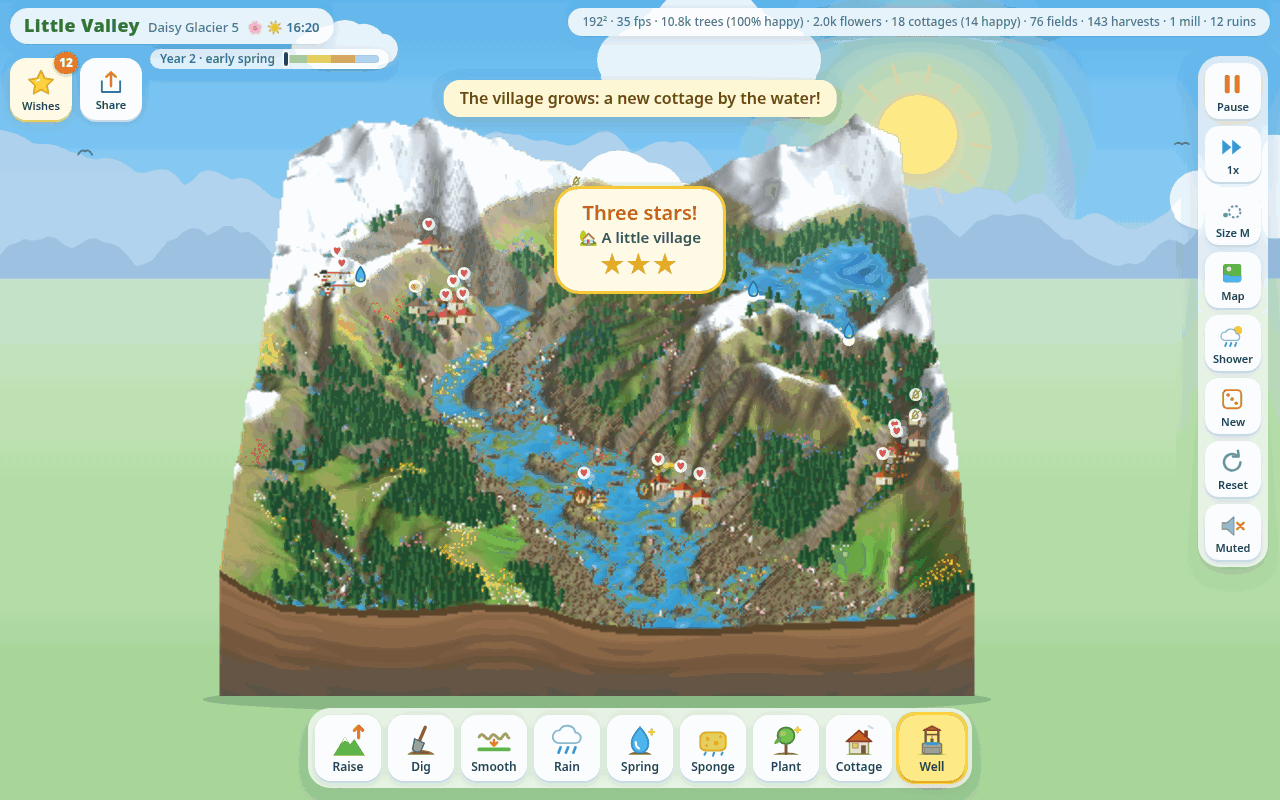 Little Valley Daisy Glacier 5 16:20
192² · 35 fps · 10.8k trees (100% happy) · 2.0k flowers · 18 cottages (14 happy) · 76 fields · 143 harvests · 1 mill · 12 ruins
Year 2 · early spring
12
Wishes
Share
The village grows: a new cottage by the water!
Three stars!
A little village
Pause
1x
Size M
Map
Shower
New
Reset
Muted
Raise
Dig
Smooth
Rain
Spring
Sponge
Plant
Cottage
Well